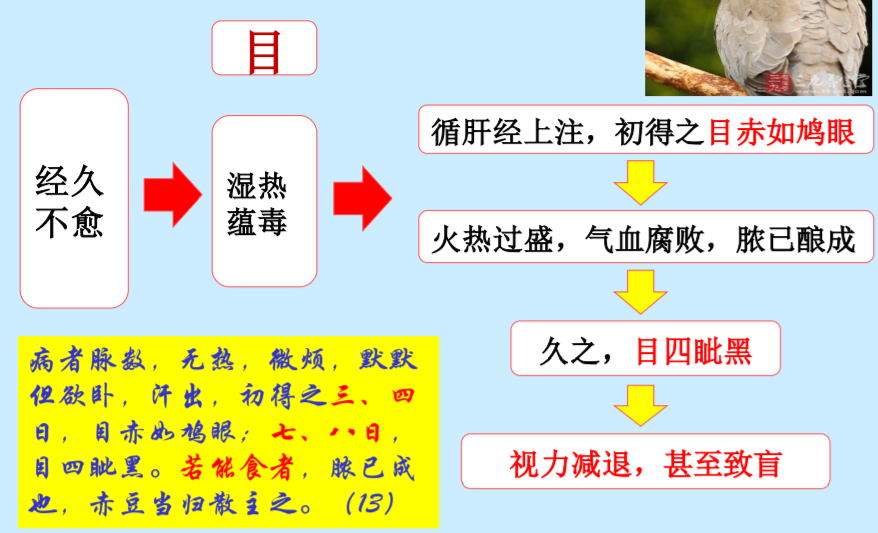 目
经久
不愈
湿热
蕴毒
循肝经上注，初得之目赤如鸠眼
火热过盛，气血腐败，脓已酿成
久之，目四眦黑
视力减退，甚至致盲
病者脉数，无热，微烦，默默
但欲卧，汗出，初得之三、四
日，目赤如鸠眼；七、八日，
目四眦黑。若能食者，脓已成
也，赤豆当归散主之。（13）